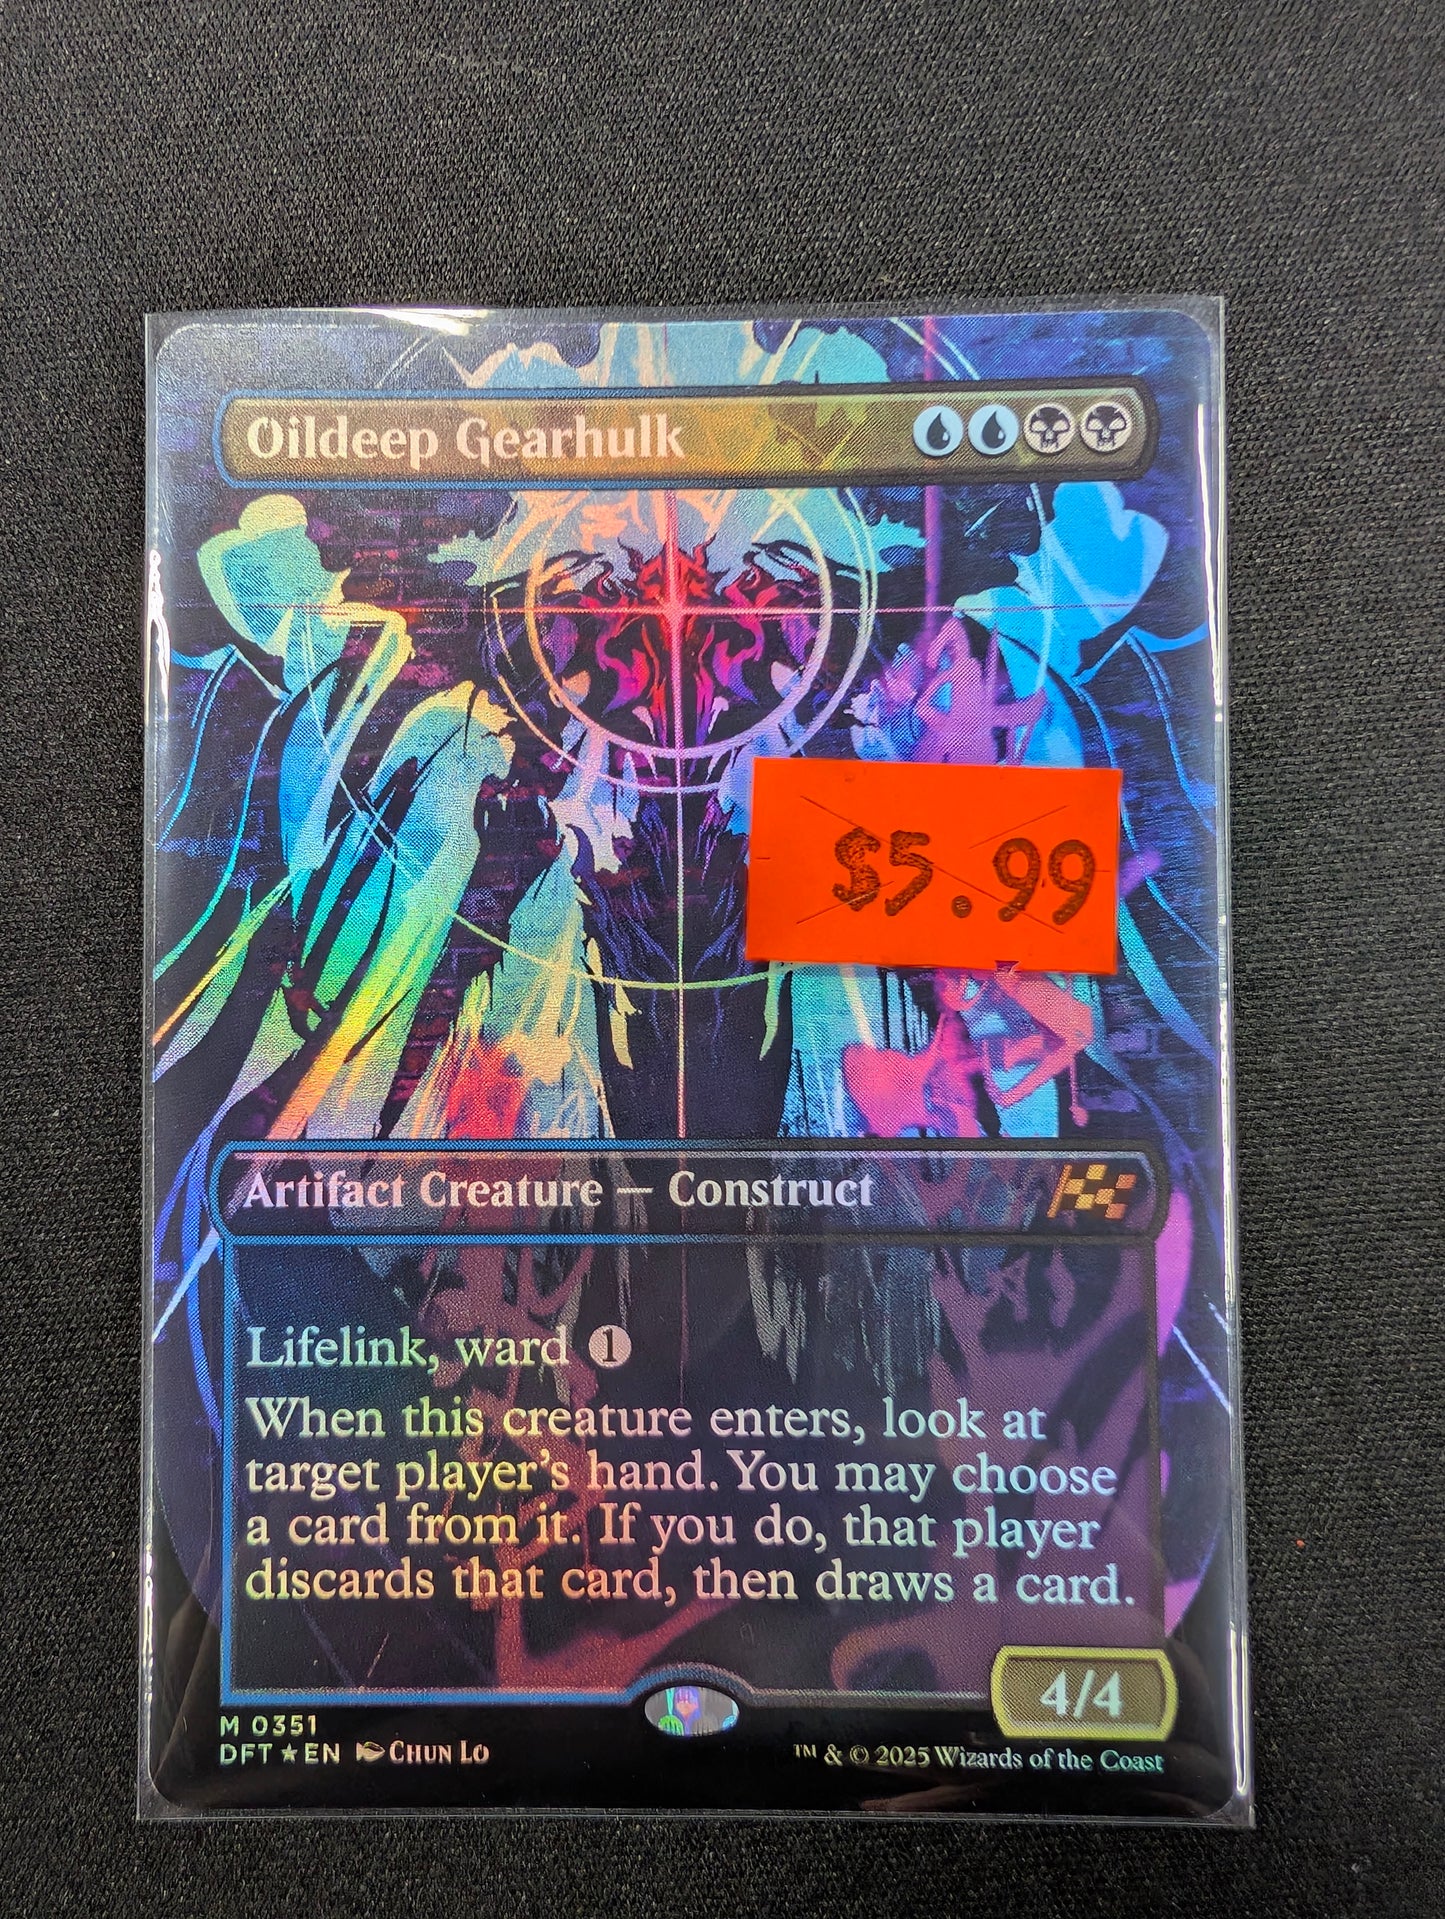 Oildeep Gearhulk
$5.99
Artifact Creature — Construct
Lifelink, ward 1
When this creature enters, look at
target player's hand. You may choose
a card from it. If you do, that player
discards that card, then draws a card.
4/4
M 0351
DFT ★ EN Chun Lo
™ & © 2025 Wizards of the Coast